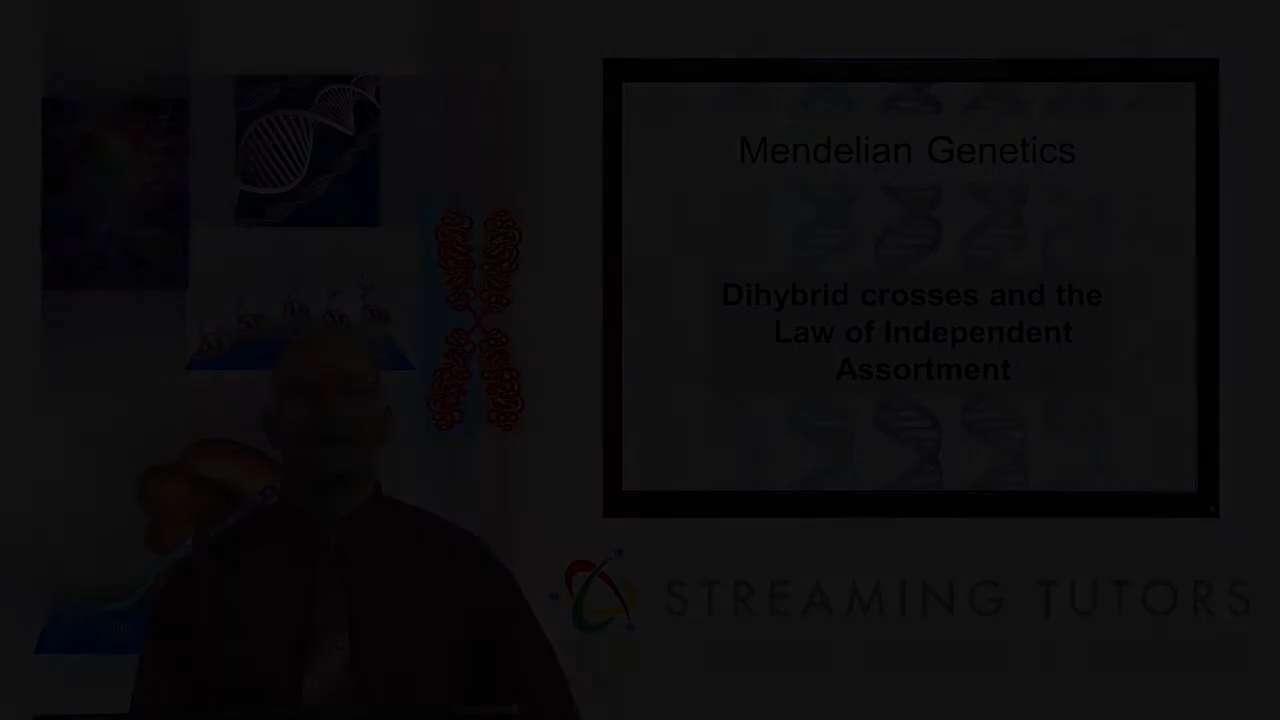 Mendelian Genetics
Dihybrid crosses and the
Law of Independent
Assortment
STREAMING TUTORS